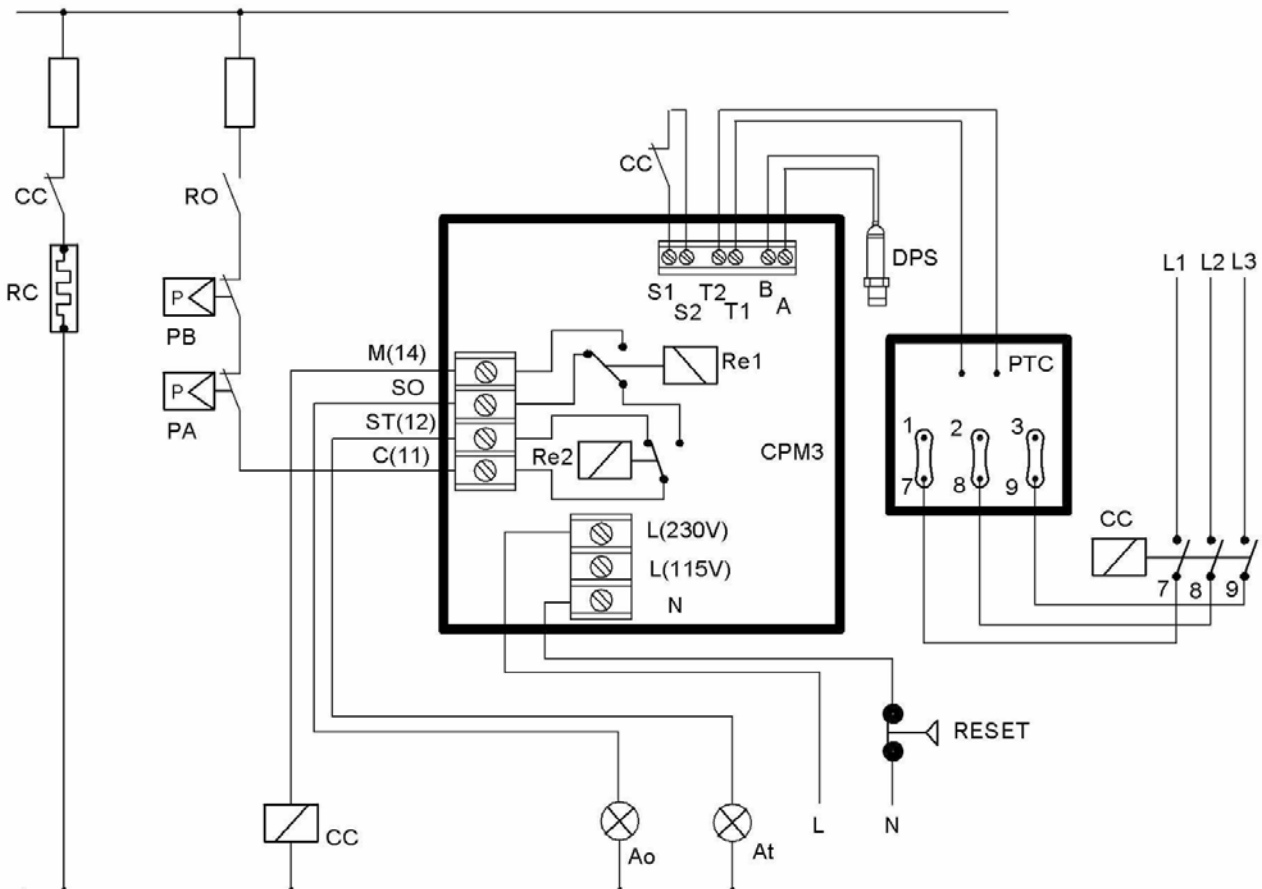 CC
RO
CC
RC
P
PB
P
PA
S1
S2
T2
T1
B
A
DPS
L1 L2 L3
M(14)
SO
ST(12)
C(11)
Re1
Re2
CPM3
PTC
1 2 3
7 8 9
CC
7 8 9
L(230V)
L(115V)
N
RESET
CC
Ao
At
L
N